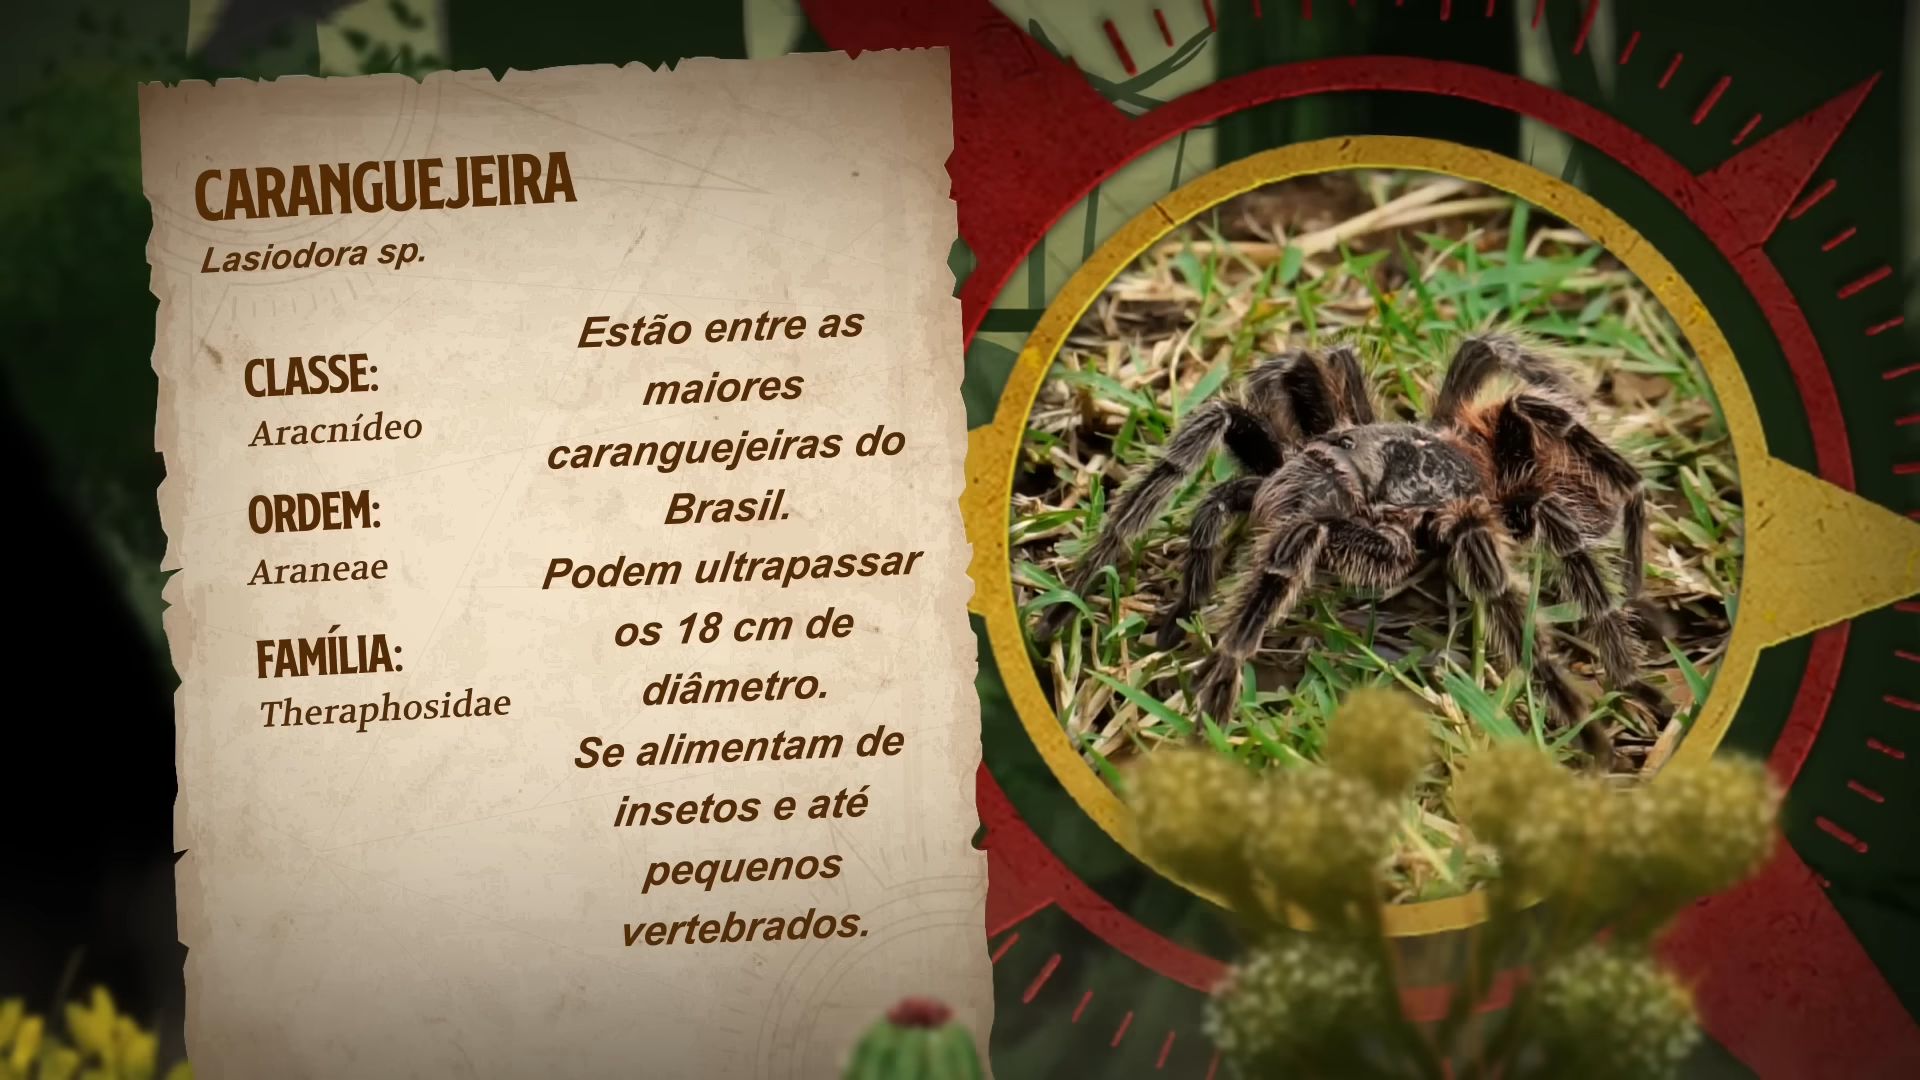 CARANGUEJEIRA
Lasiodora sp.
CLASSE:
Aracnídeo
ORDEM:
Araneae
FAMÍLIA:
Theraphosidae
Estão entre as
maiores
caranguejeiras do
Brasil.
Podem ultrapassar
os 18 cm de
diâmetro.
Se alimentam de
insetos e até
pequenos
vertebrados.